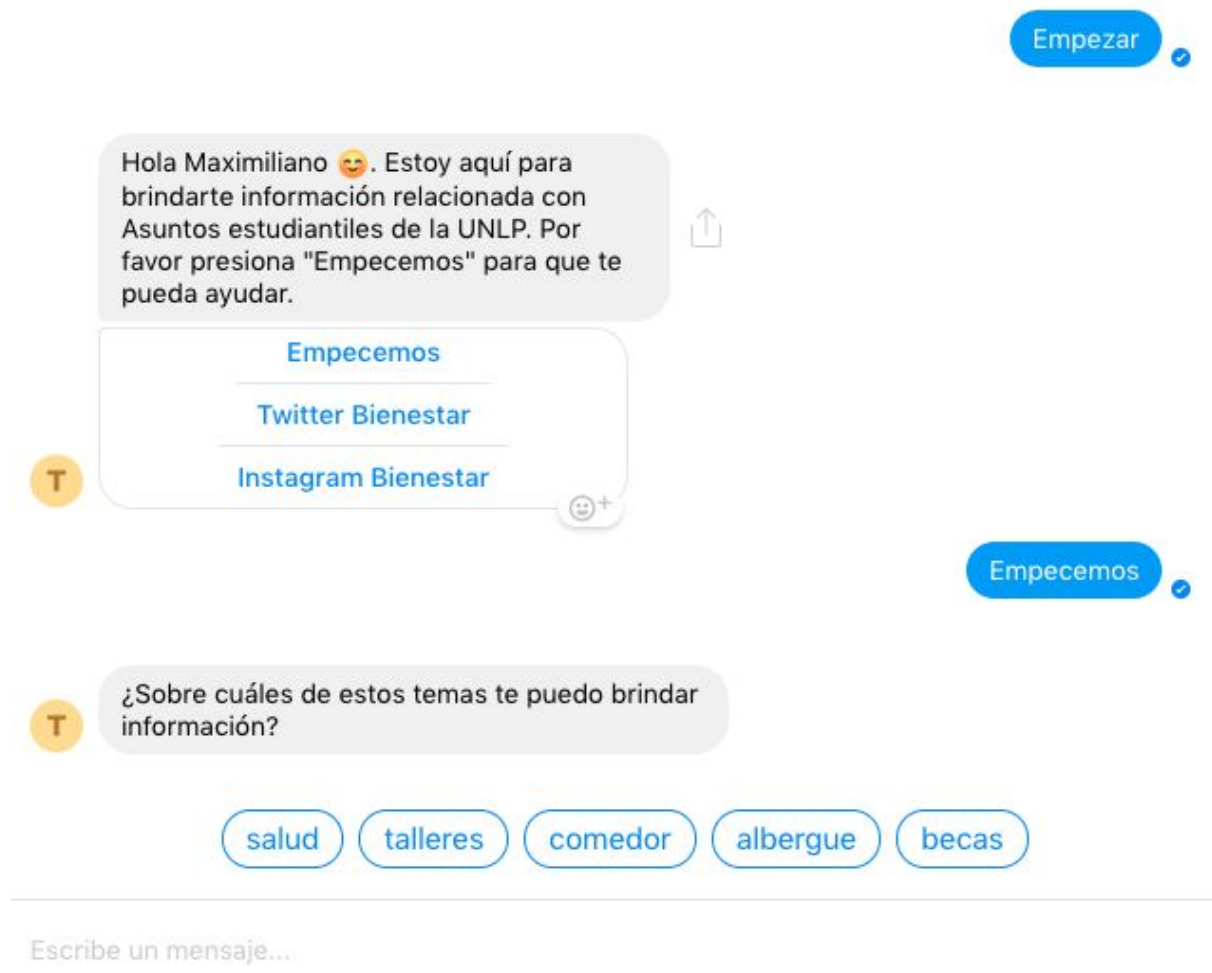 Empezar
Hola Maximiliano 😊. Estoy aquí para
brindarte información relacionada con
Asuntos estudiantiles de la UNLP. Por
favor presiona "Empecemos" para que te
pueda ayudar.
Empecemos
Twitter Bienestar
T
Instagram Bienestar
Empecemos
¿Sobre cuáles de estos temas te puedo brindar
información?
T
salud talleres comedor albergue becas
Escribe un mensaje...